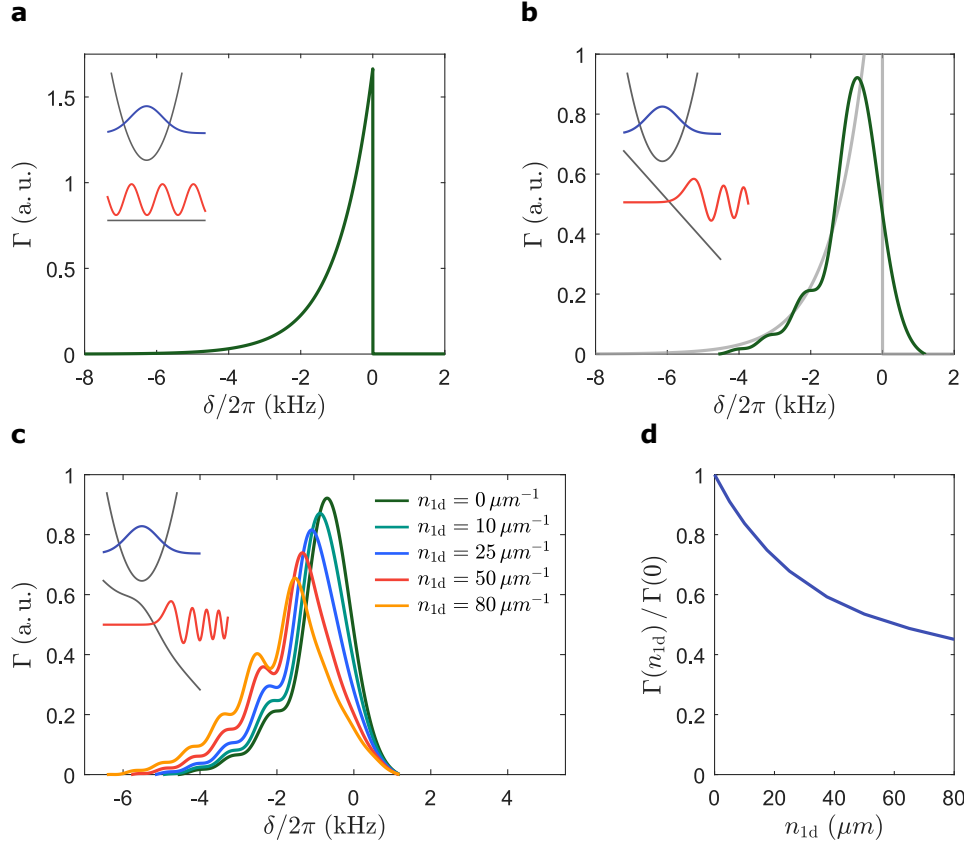 a
Γ (a. u.)
1.5
1
0.5
0
-8 -6 -4 -2 0 2
δ/2π (kHz)
b
Γ (a. u.)
1
0.8
0.6
0.4
0.2
0
-8 -6 -4 -2 0 2
δ/2π (kHz)
c
Γ (a. u.)
1
0.8
0.6
0.4
0.2
0
-6 -4 -2 0 2 4
δ/2π (kHz)
n1d = 0 μm⁻¹
n1d = 10 μm⁻¹
n1d = 25 μm⁻¹
n1d = 50 μm⁻¹
n1d = 80 μm⁻¹
d
Γ(n1d) / Γ(0)
1
0.8
0.6
0.4
0.2
0
0 20 40 60 80
n1d (μm)